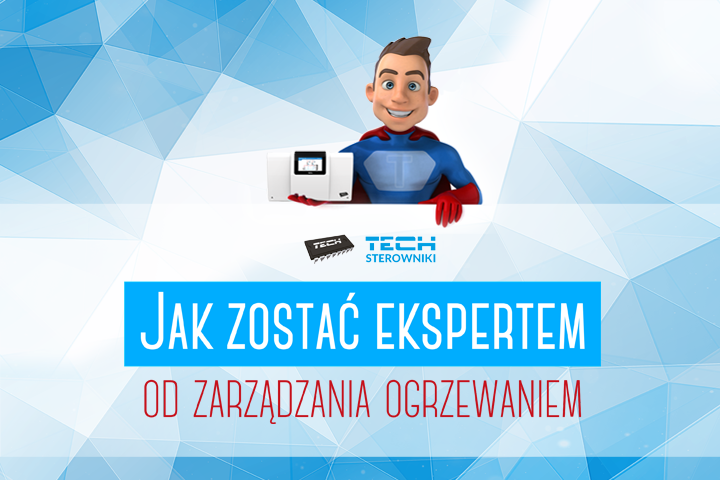 T
TECH
TECH
STEROWNIKI
JAK ZOSTAĆ EKSPERTEM
OD ZARZĄDZANIA OGRZEWANIEM